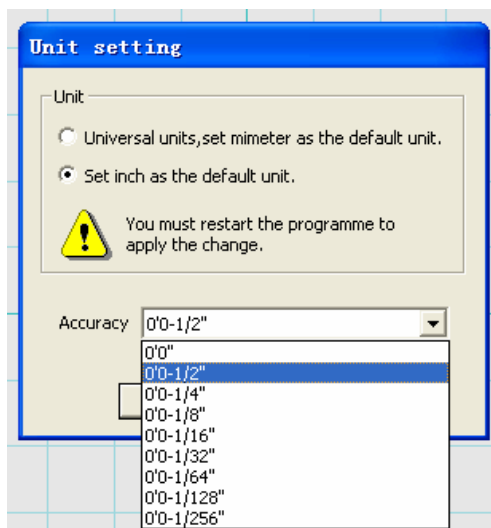 Unit setting
Unit
Universal units,set mimeter as the default unit.
Set inch as the default unit.
You must restart the programme to
apply the change.
Accuracy 0'0-1/2"
0'0"
0'0-1/2"
0'0-1/4"
0'0-1/8"
0'0-1/16"
0'0-1/32"
0'0-1/64"
0'0-1/128"
0'0-1/256"